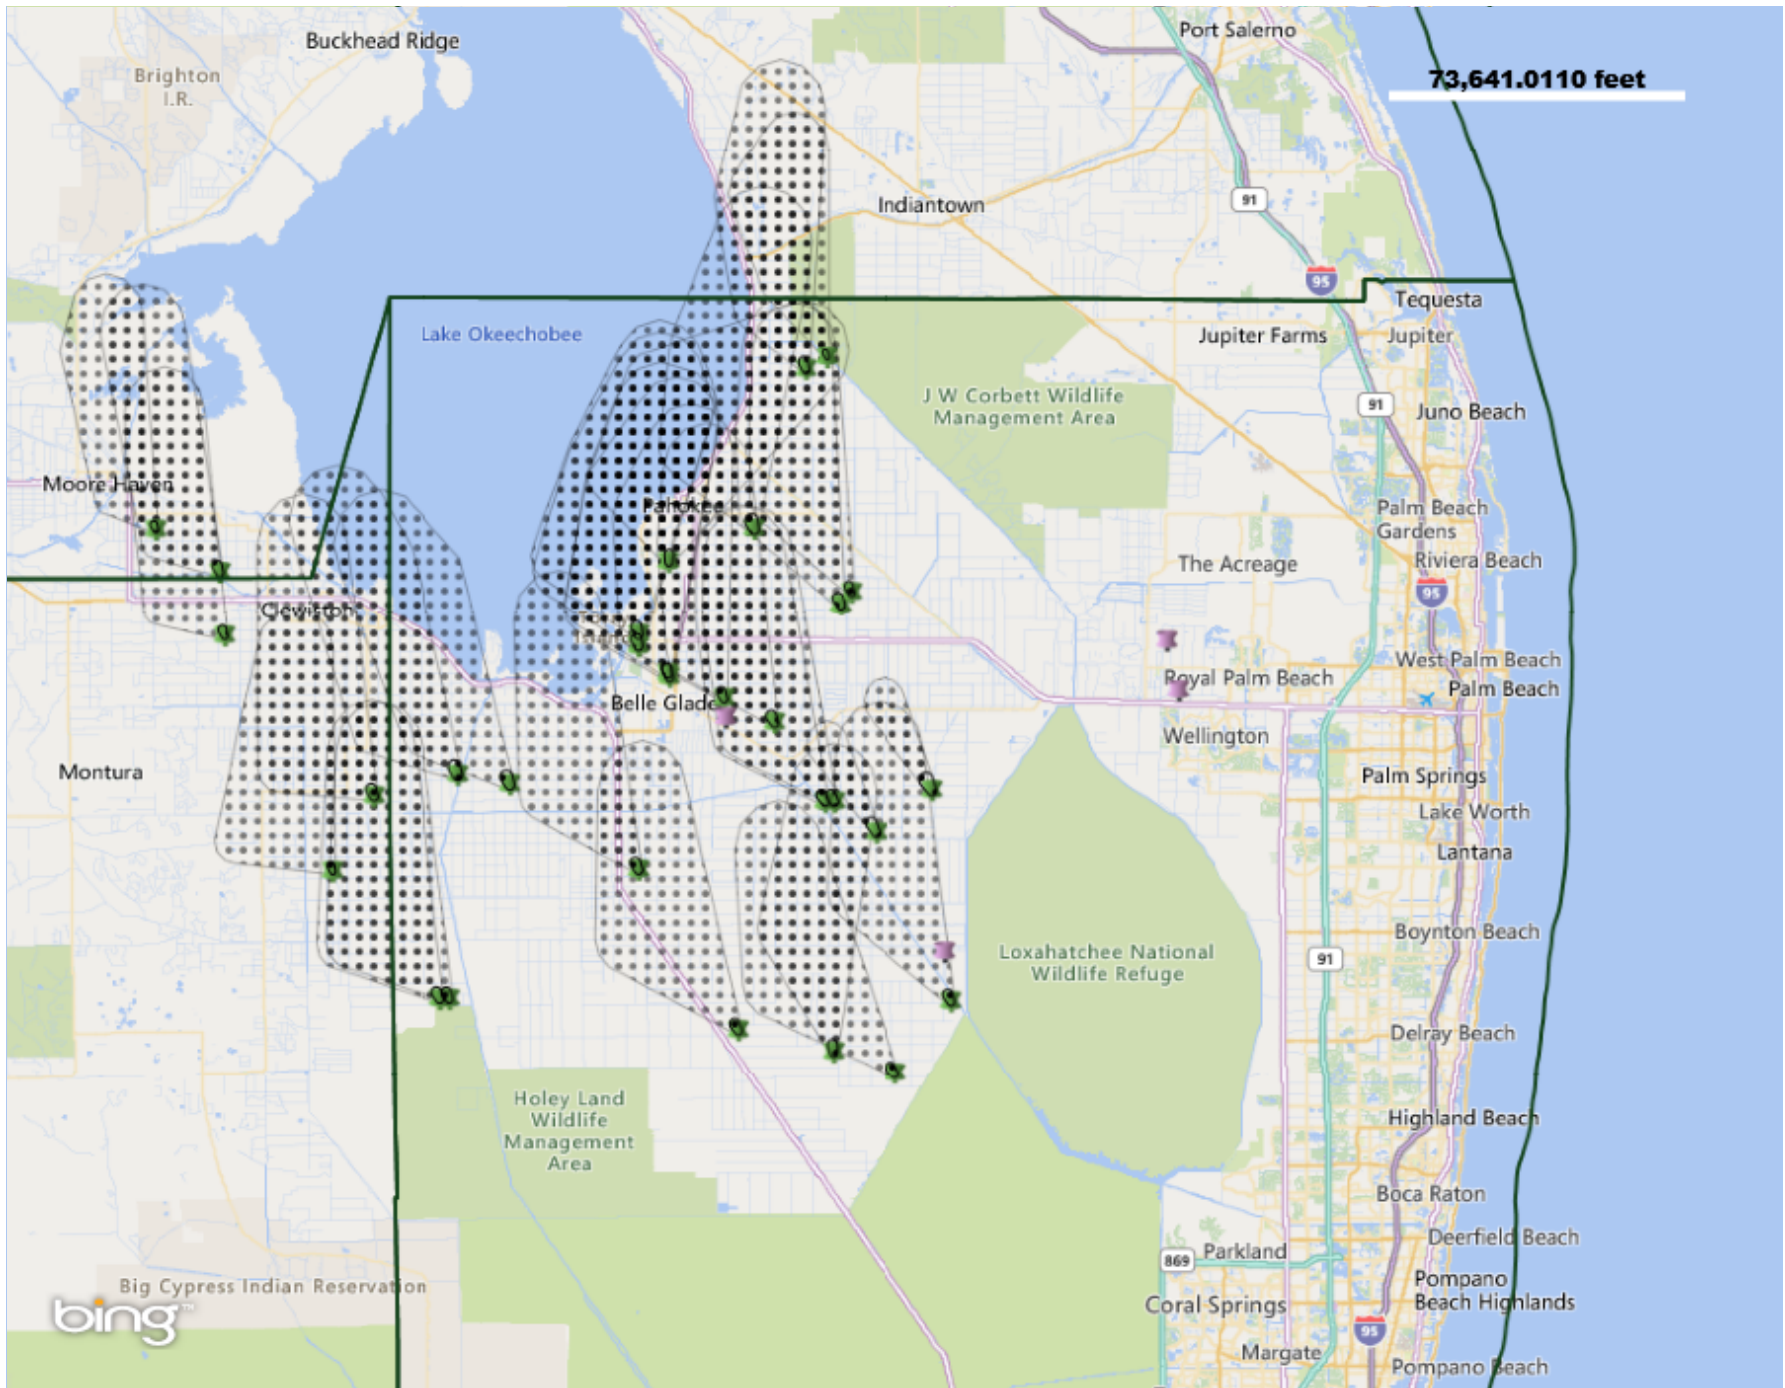 Port Salerno
Buckhead Ridge
73,641.0110 feet
Brighton
I.R.
91
Indiantown
95
Tequesta
Lake Okeechobee
Jupiter Farms
Jupiter
J W Corbett Wildlife
Management Area
91
Juno Beach
Moore Haven
Pahokee
Palm Beach
Gardens
The Acreage
Riviera Beach
95
Clewiston
West Palm Beach
Royal Palm Beach
Palm Beach
Belle Glade
Wellington
Montura
Palm Springs
Lake Worth
Lantana
Boynton Beach
Loxahatchee National
Wildlife Refuge
91
Delray Beach
Holey Land
Wildlife
Management
Area
Highland Beach
Boca Raton
Deerfield Beach
869
Parkland
Big Cypress Indian Reservation
Pompano
Beach Highlands
Coral Springs
bing™
95
Margate
Pompano Beach